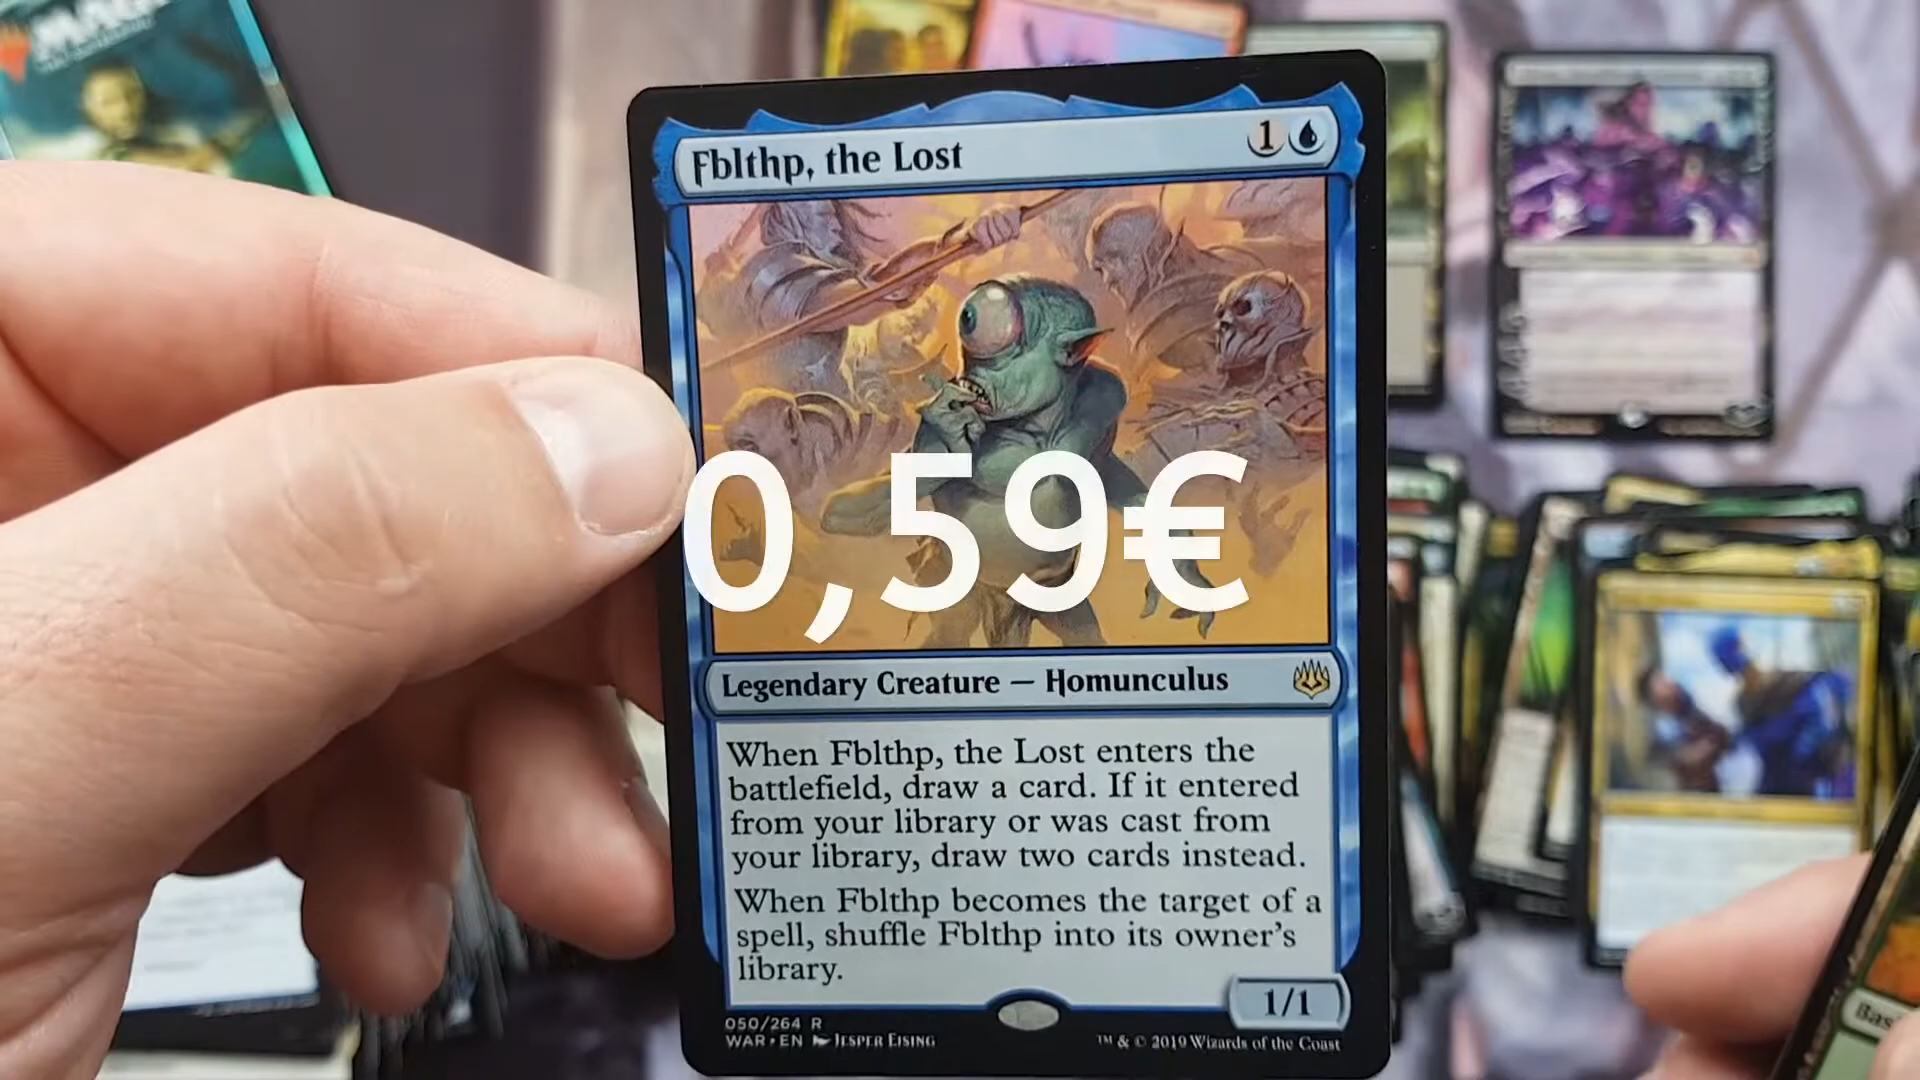 Fblthp, the Lost 1
0,59€
Legendary Creature — Homunculus
When Fblthp, the Lost enters the
battlefield, draw a card. If it entered
from your library or was cast from
your library, draw two cards instead.
When Fblthp becomes the target of a
spell, shuffle Fblthp into its owner's
library.
1/1
050/264 R
WAR • EN JESPER EISING
™ & © 2019 Wizards of the Coast
Bas